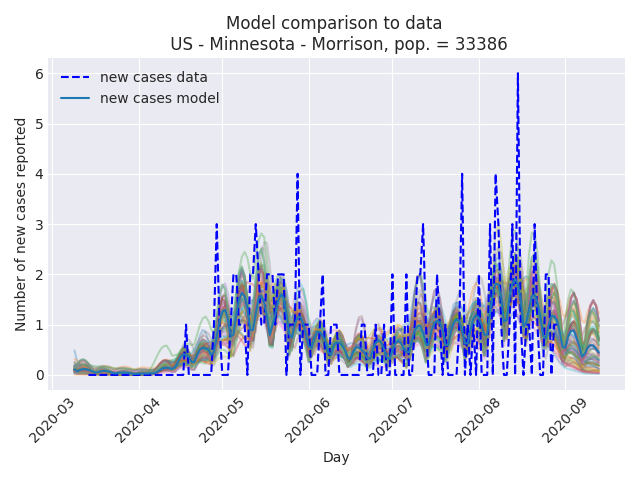 Model comparison to data
US - Minnesota - Morrison, pop. = 33386
new cases data
new cases model
Number of new cases reported
6
5
4
3
2
1
0
2020-03
2020-04
2020-05
2020-06
2020-07
2020-08
2020-09
Day